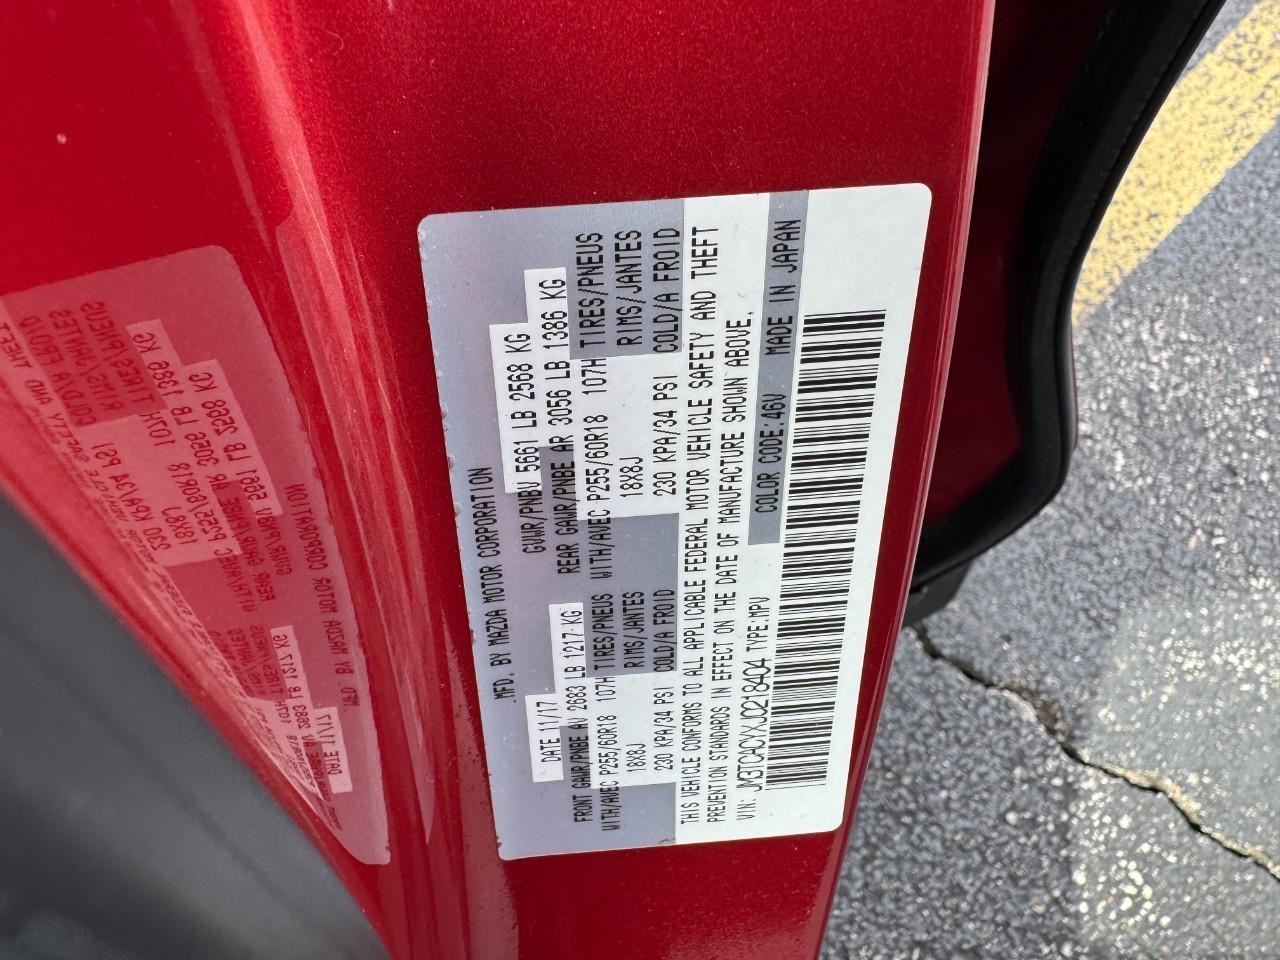 MFD. BY MAZDA MOTOR CORPORATION
DATE 11/17 GVWR/PNBV 5661 LB 2568 KG
FRONT GAWR/PNBE AV 2683 LB 1217 KG REAR GAWR/PNBE AR 3056 LB 1386 KG
WITH/AVEC P255/60R18 107H TIRES/PNEUS WITH/AVEC P255/60R18 107H TIRES/PNEUS
18X8J RIMS/JANTES 18X8J RIMS/JANTES
230 KPA/34 PSI COLD/A FROID 230 KPA/34 PSI COLD/A FROID
THIS VEHICLE CONFORMS TO ALL APPLICABLE FEDERAL MOTOR VEHICLE SAFETY AND THEFT
PREVENTION STANDARDS IN EFFECT ON THE DATE OF MANUFACTURE SHOWN ABOVE.
VIN: JM3TCACYXJ0218404 TYPE:MPV COLOR CODE:46V MADE IN JAPAN